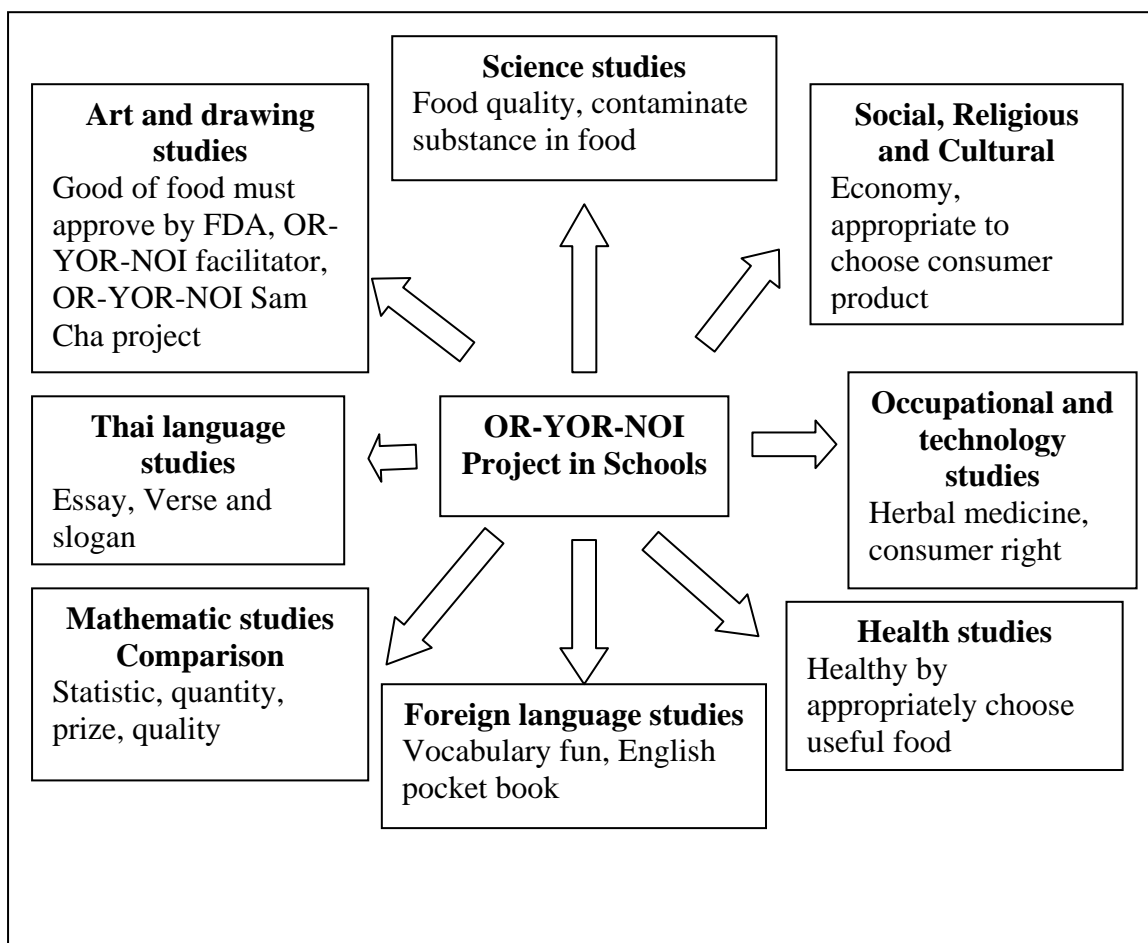 Science studies
Food quality, contaminate
substance in food
Art and drawing
studies
Good of food must
approve by FDA, OR-
YOR-NOI facilitator,
OR-YOR-NOI Sam
Cha project
Social, Religious
and Cultural
Economy,
appropriate to
choose consumer
product
Thai language
studies
Essay, Verse and
slogan
OR-YOR-NOI
Project in Schools
Occupational and
technology
studies
Herbal medicine,
consumer right
Mathematic studies
Comparison
Statistic, quantity,
prize, quality
Foreign language studies
Vocabulary fun, English
pocket book
Health studies
Healthy by
appropriately choose
useful food